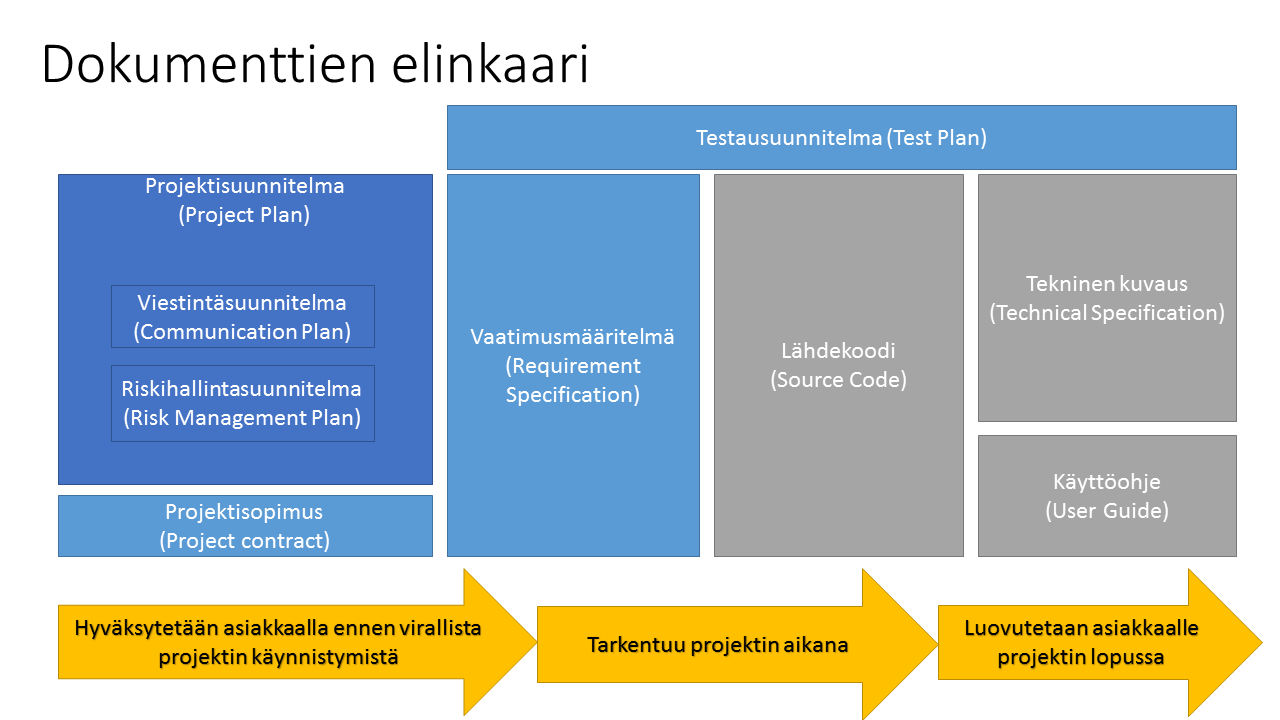 Dokumenttien elinkaari
Testausuunnitelma (Test Plan)
Projektisuunnitelma
(Project Plan)
Viestintäsuunnitelma
(Communication Plan)
Riskihallintasuunnitelma
(Risk Management Plan)
Projektisopimus
(Project contract)
Vaatimusmääritelmä
(Requirement
Specification)
Lähdekoodi
(Source Code)
Tekninen kuvaus
(Technical Specification)
Käyttöohje
(User Guide)
Hyväksytetään asiakkaalla ennen virallista
projektin käynnistymistä
Tarkentuu projektin aikana
Luovutetaan asiakkaalle
projektin lopussa